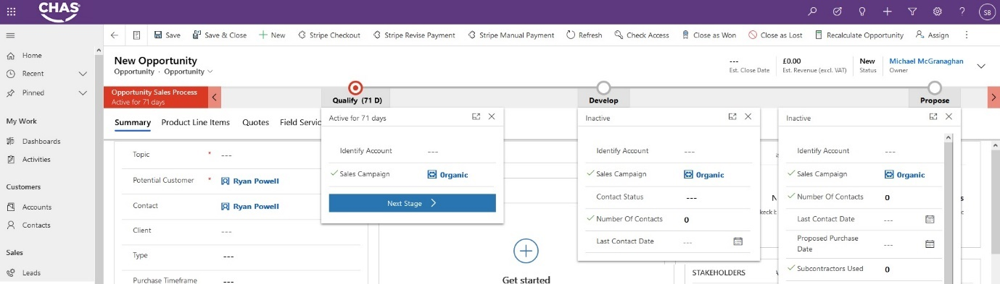 CHAS
SB
Save
Save & Close
New
Stripe Checkout
Stripe Revise Payment
Stripe Manual Payment
Refresh
Check Access
Close as Won
Close as Lost
Recalculate Opportunity
Assign
Home
Recent
Pinned
My Work
Dashboards
Activities
Customers
Accounts
Contacts
Sales
Leads
New Opportunity
Opportunity · Opportunity
---
Est. Close Date
£0.00
Est. Revenue (excl. VAT)
New
Status
Michael McGranaghan
Owner
Opportunity Sales Process
Active for 71 days
Qualify (71 D)
Develop
Propose
Summary
Product Line Items
Quotes
Field Servic
Topic * ---
Potential Customer * Ryan Powell
Contact Ryan Powell
Client ---
Type ---
Purchase Timeframe ---
Active for 71 days
Identify Account ---
Sales Campaign 0rganic
Next Stage
Get started
Inactive
Identify Account ---
Sales Campaign 0rganic
Contact Status ---
Number Of Contacts 0
Last Contact Date ---
STAKEHOLDERS
Inactive
Identify Account ---
Sales Campaign 0rganic
Number Of Contacts 0
Last Contact Date ---
Proposed Purchase
Date ---
Subcontractors Used 0